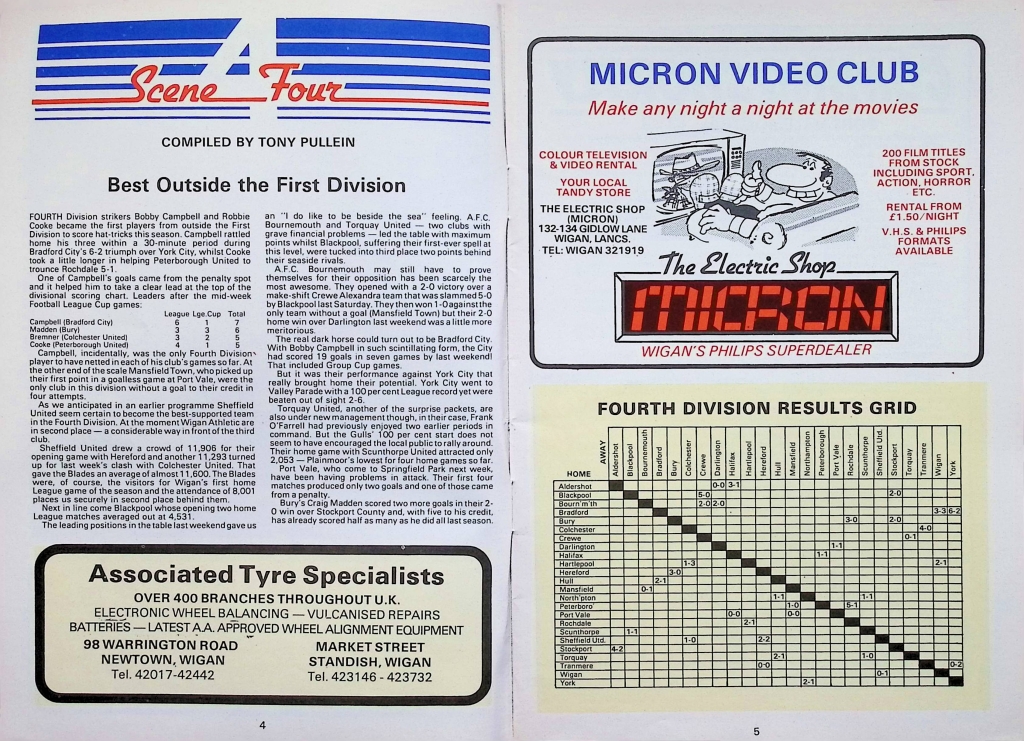 A
Scene Four
COMPILED BY TONY PULLEIN
Best Outside the First Division
FOURTH Division strikers Bobby Campbell and Robbie
Cooke became the first players from outside the First
Division to score hat-tricks this season. Campbell rattled
home his three within a 30-minute period during
Bradford City's 6-2 triumph over York City, whilst Cooke
took a little longer in helping Peterborough United to
trounce Rochdale 5-1.
One of Campbell's goals came from the penalty spot
and it helped him to take a clear lead at the top of the
divisional scoring chart. Leaders after the mid-week
Football League Cup games:
League Lge.Cup Total
Campbell (Bradford City) 6 1 7
Madden (Bury) 3 3 6
Bremner (Colchester United) 3 2 5
Cooke (Peterborough United) 4 1 5
Campbell, incidentally, was the only Fourth Division
player to have netted in each of his club's games so far. At
the other end of the scale Mansfield Town, who picked up
their first point in a goalless game at Port Vale, were the
only club in this division without a goal to their credit in
four attempts.
As we anticipated in an earlier programme Sheffield
United seem certain to become the best-supported team
in the Fourth Division. At the moment Wigan Athletic are
in second place — a considerable way in front of the third
club.
Sheffield United drew a crowd of 11,906 for their
opening game with Hereford and another 11,293 turned
up for last week's clash with Colchester United. That
gave the Blades an average of almost 11,600. The Blades
were, of course, the visitors for Wigan's first home
League game of the season and the attendance of 8,001
places us securely in second place behind them.
Next in line come Blackpool whose opening two home
League matches averaged out at 4,531.
The leading positions in the table last weekend gave us
an "I do like to be beside the sea" feeling. A.F.C.
Bournemouth and Torquay United — two clubs with
grave financial problems — led the table with maximum
points whilst Blackpool, suffering their first-ever spell at
this level, were tucked into third place two points behind
their seaside rivals.
A.F.C. Bournemouth may still have to prove
themselves for their opposition has been scarcely the
most awesome. They opened with a 2-0 victory over a
make-shift Crewe Alexandra team that was slammed 5-0
by Blackpool last Saturday. They then won 1-0 against the
only team without a goal (Mansfield Town) but their 2-0
home win over Darlington last weekend was a little more
meritorious.
The real dark horse could turn out to be Bradford City.
With Bobby Campbell in such scintillating form, the City
had scored 19 goals in seven games by last weekend!
That included Group Cup games.
But it was their performance against York City that
really brought home their potential. York City went to
Valley Parade with a 100 per cent League record yet were
beaten out of sight 2-6.
Torquay United, another of the surprise packets, are
also under new management though, in their case, Frank
O'Farrell had previously enjoyed two earlier periods in
command. But the Gulls' 100 per cent start does not
seem to have encouraged the local public to rally around.
Their home game with Scunthorpe United attracted only
2,053 — Plainmoor's lowest for four home games so far.
Port Vale, who come to Springfield Park next week,
have been having problems in attack. Their first four
matches produced only two goals and one of those came
from a penalty.
Bury's Craig Madden scored two more goals in their 2-
0 win over Stockport County and, with five to his credit,
has already scored half as many as he did all last season.
Associated Tyre Specialists
OVER 400 BRANCHES THROUGHOUT U.K.
ELECTRONIC WHEEL BALANCING — VULCANISED REPAIRS
BATTERIES — LATEST A.A. APPROVED WHEEL ALIGNMENT EQUIPMENT
98 WARRINGTON ROAD
NEWTOWN, WIGAN
Tel. 42017-42442
MARKET STREET
STANDISH, WIGAN
Tel. 423146 - 423732
4
MICRON VIDEO CLUB
Make any night a night at the movies
COLOUR TELEVISION
& VIDEO RENTAL
YOUR LOCAL
TANDY STORE
THE ELECTRIC SHOP
(MICRON)
132-134 GIDLOW LANE
WIGAN, LANCS.
TEL: WIGAN 321919
200 FILM TITLES
FROM STOCK
INCLUDING SPORT,
ACTION, HORROR
ETC.
RENTAL FROM
£1.50/NIGHT
V.H.S. & PHILIPS
FORMATS
AVAILABLE
The Electric Shop
MICRON
WIGAN'S PHILIPS SUPERDEALER
FOURTH DIVISION RESULTS GRID
HOME AWAY Aldershot Blackpool Bournemouth Bradford Bury Colchester Crewe Darlington Halifax Hartlepool Hereford Hull Mansfield Northampton Peterborough Port Vale Rochdale Scunthorpe Sheffield Utd. Stockport Torquay Tranmere Wigan York
Aldershot 0-0 3-1
Blackpool 5-0 2-0
Bourn'm'th 2-0 2-0
Bradford 3-3 6-2
Bury 3-0 2-0
Colchester 4-0
Crewe 0-1
Darlington 1-1
Halifax 1-1
Hartlepool 1-3 2-1
Hereford 3-0
Hull 2-1
Mansfield 0-1
North'pton 1-1 1-1
Peterboro' 1-0 5-1
Port Vale 0-0 0-0
Rochdale 2-1
Scunthorpe 1-1
Sheffield Utd. 1-0 2-2
Stockport 4-2
Torquay 2-1 1-0
Tranmere 0-0 0-2
Wigan 0-1
York 2-1
5